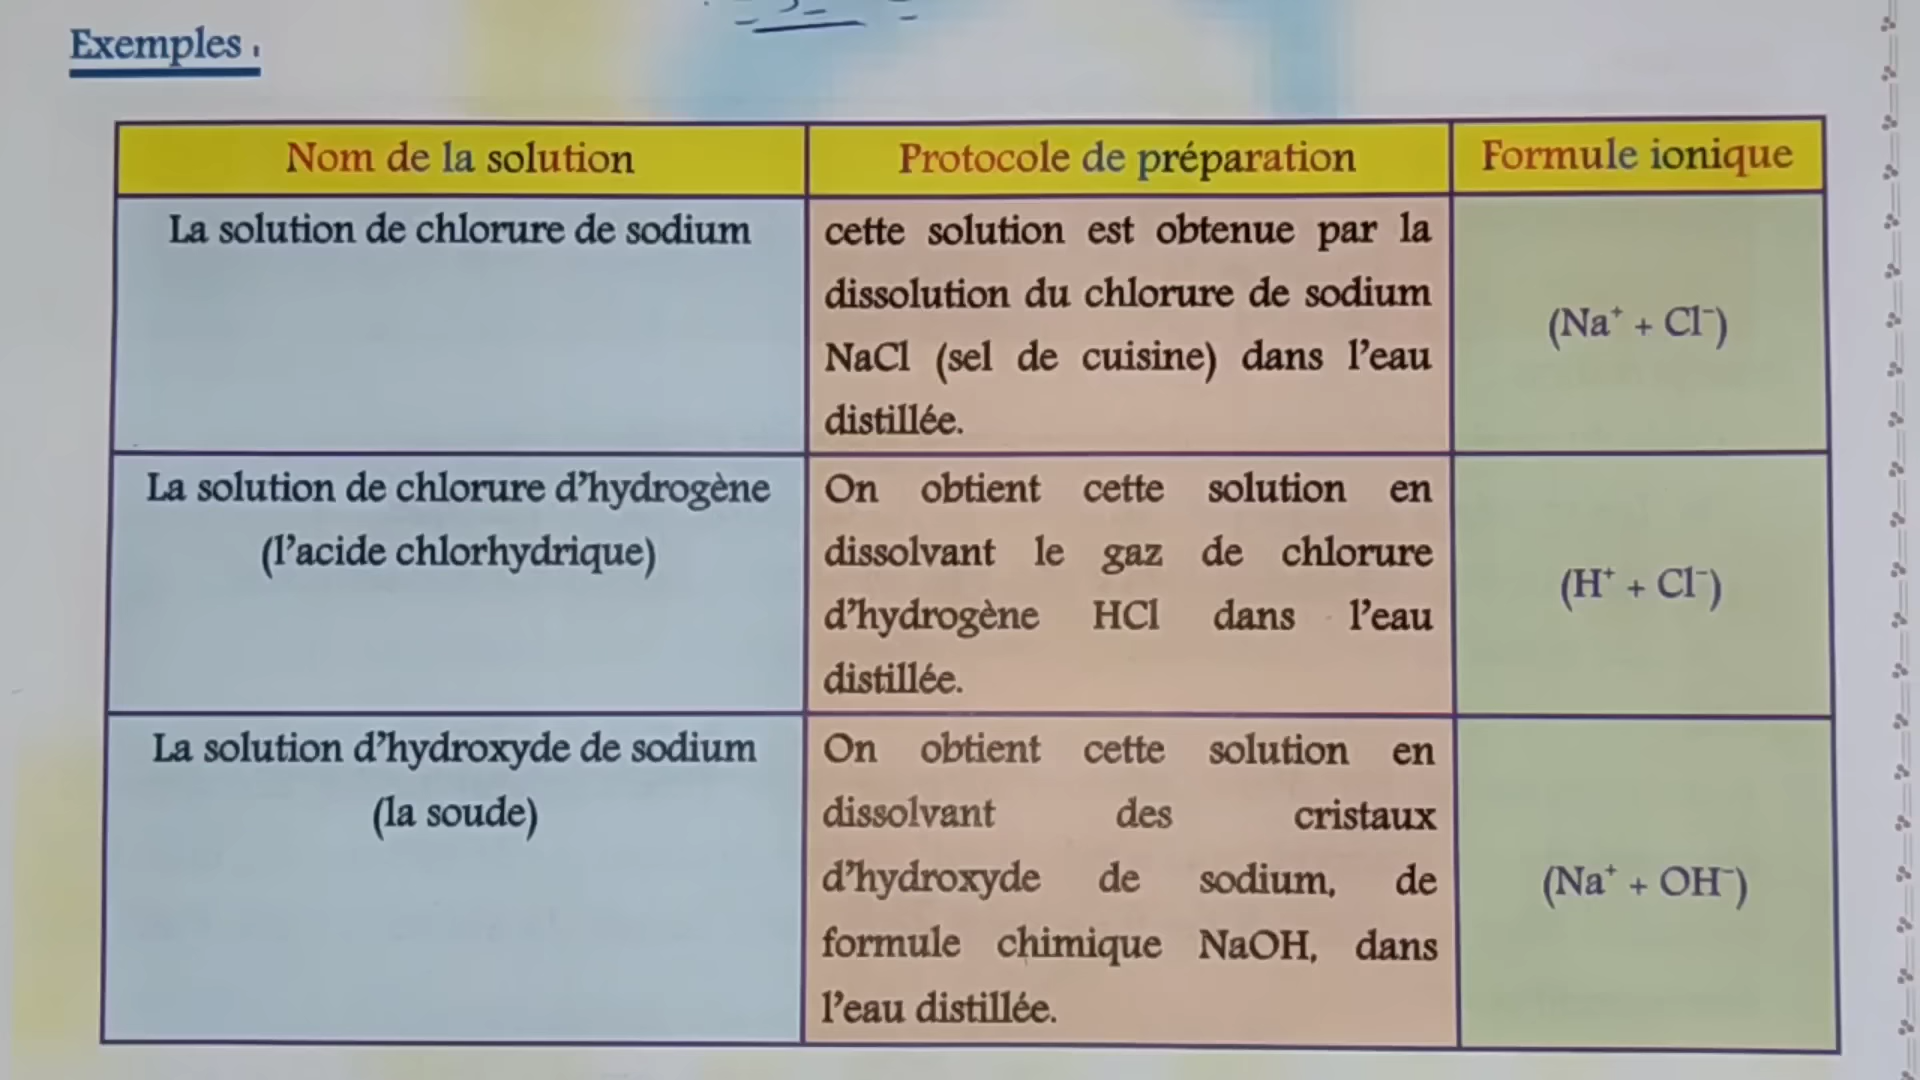 Exemples :
Nom de la solution
Protocole de préparation
Formule ionique
La solution de chlorure de sodium
cette solution est obtenue par la
dissolution du chlorure de sodium
NaCl (sel de cuisine) dans l’eau
distillée.
(Na⁺ + Cl⁻)
La solution de chlorure d’hydrogène
(l’acide chlorhydrique)
On obtient cette solution en
dissolvant le gaz de chlorure
d’hydrogène HCl dans l’eau
distillée.
(H⁺ + Cl⁻)
La solution d’hydroxyde de sodium
(la soude)
On obtient cette solution en
dissolvant des cristaux
d’hydroxyde de sodium, de
formule chimique NaOH, dans
l’eau distillée.
(Na⁺ + OH⁻)